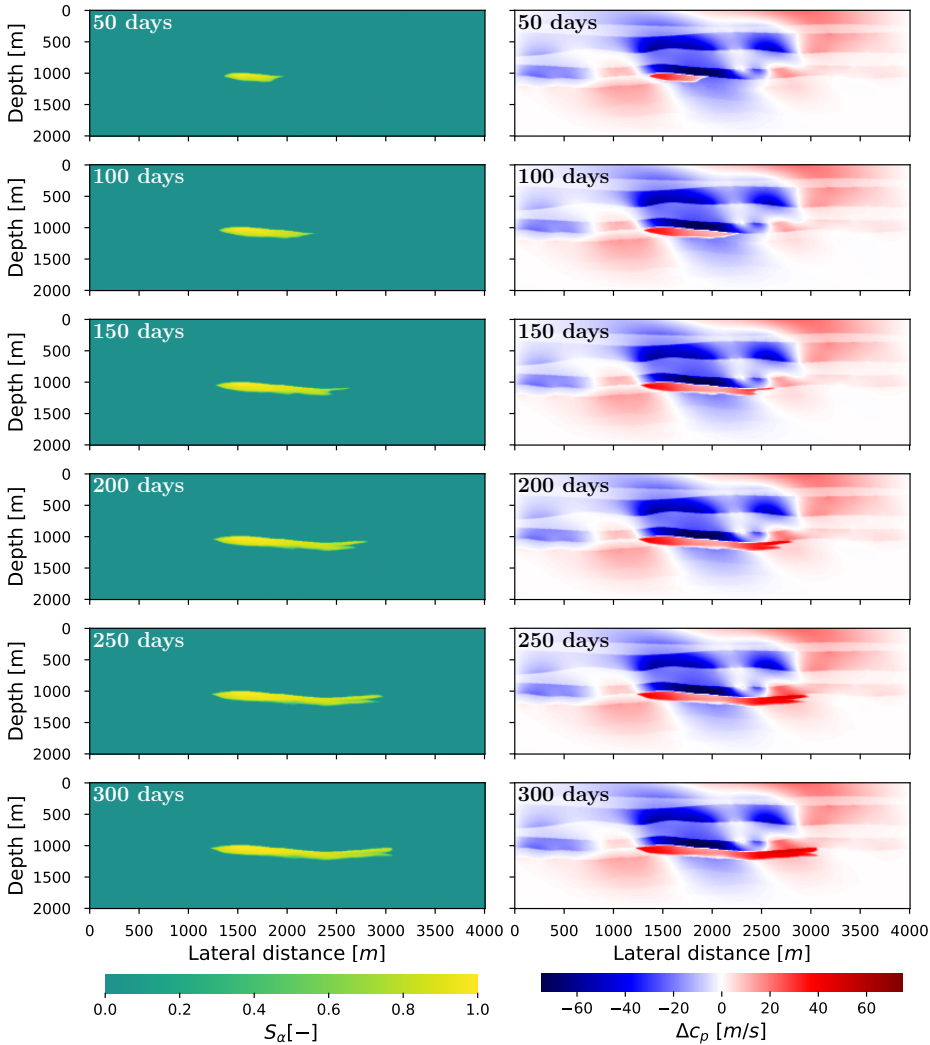 50 days
50 days
0
500
1000
1500
2000
Depth [m]
100 days
100 days
0
500
1000
1500
2000
Depth [m]
150 days
150 days
0
500
1000
1500
2000
Depth [m]
200 days
200 days
0
500
1000
1500
2000
Depth [m]
250 days
250 days
0
500
1000
1500
2000
Depth [m]
300 days
300 days
0
500
1000
1500
2000
Depth [m]
0 500 1000 1500 2000 2500 3000 3500 4000
0 500 1000 1500 2000 2500 3000 3500 4000
Lateral distance [m]
Lateral distance [m]
0.0 0.2 0.4 0.6 0.8 1.0
−60 −40 −20 0 20 40 60
Sα[−]
Δcp [m/s]